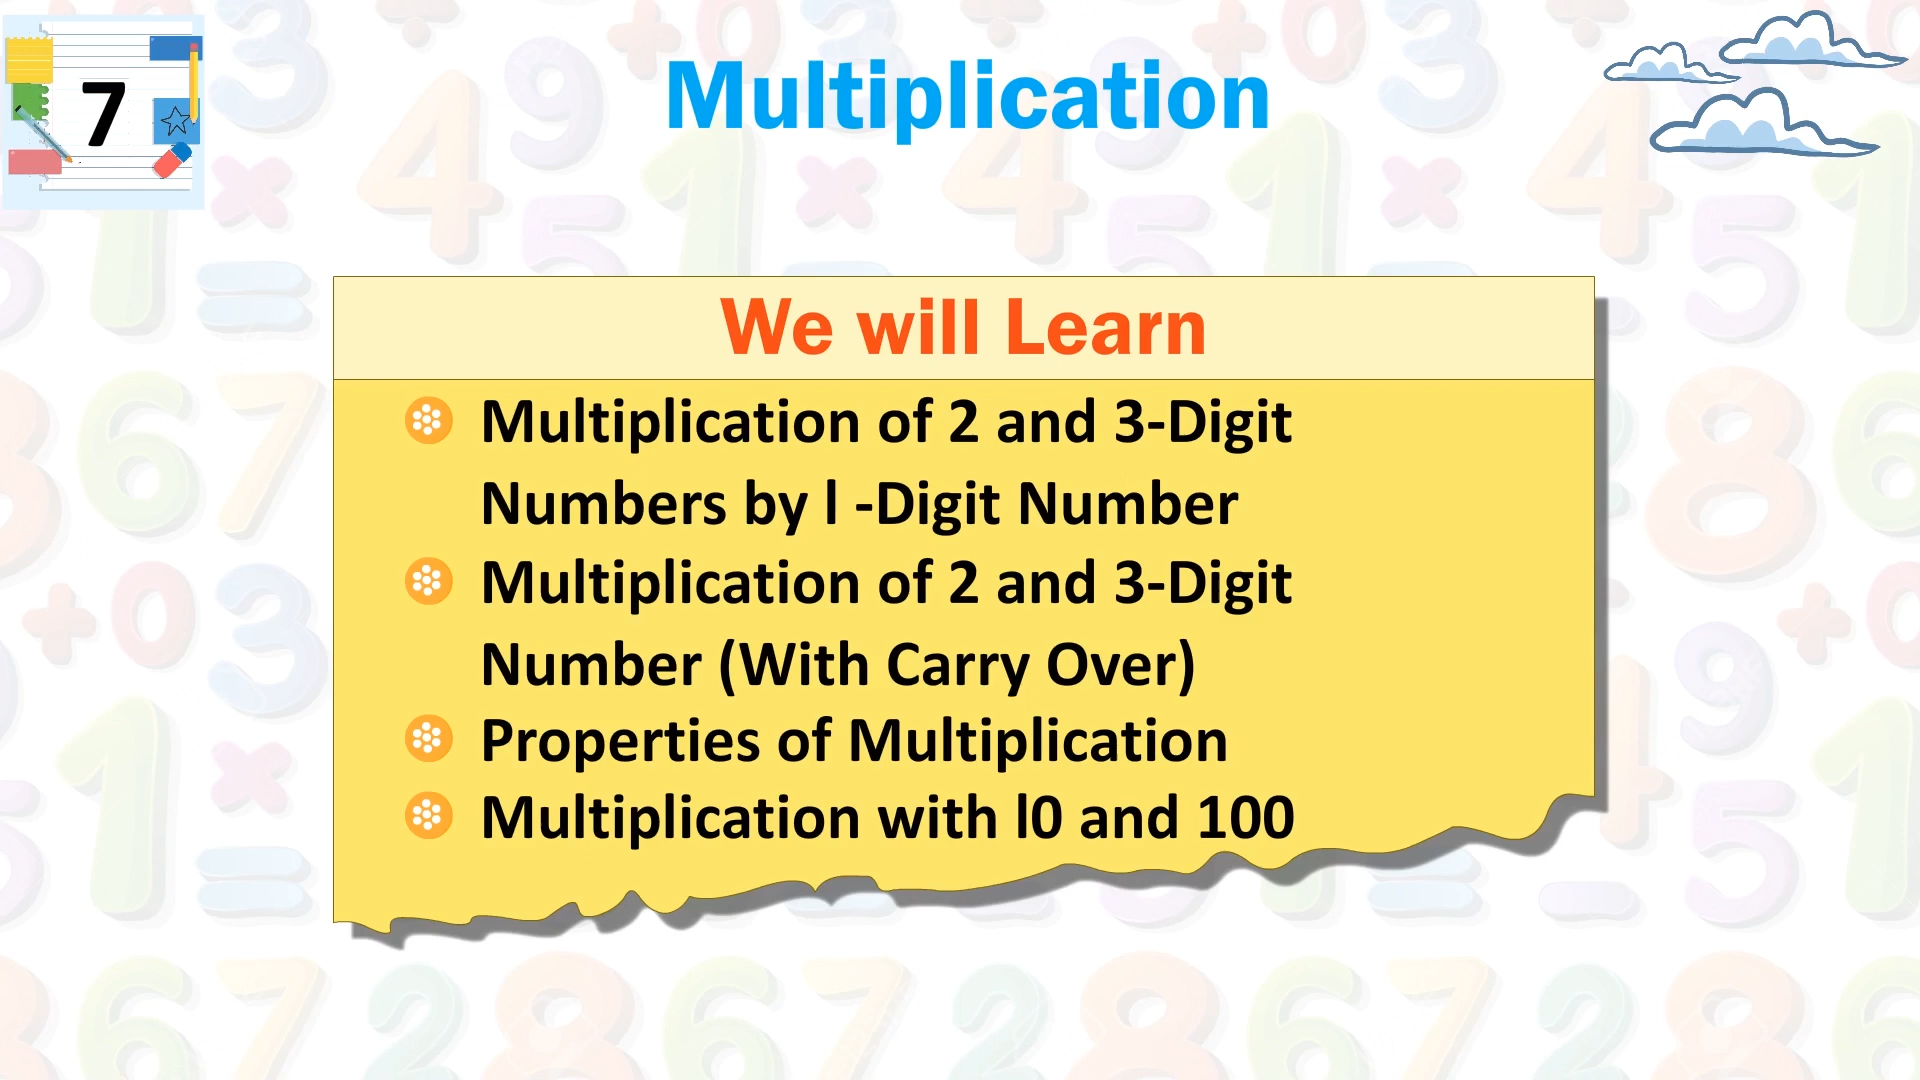 7
Multiplication
We will Learn
Multiplication of 2 and 3-Digit
Numbers by l -Digit Number
Multiplication of 2 and 3-Digit
Number (With Carry Over)
Properties of Multiplication
Multiplication with l0 and 100